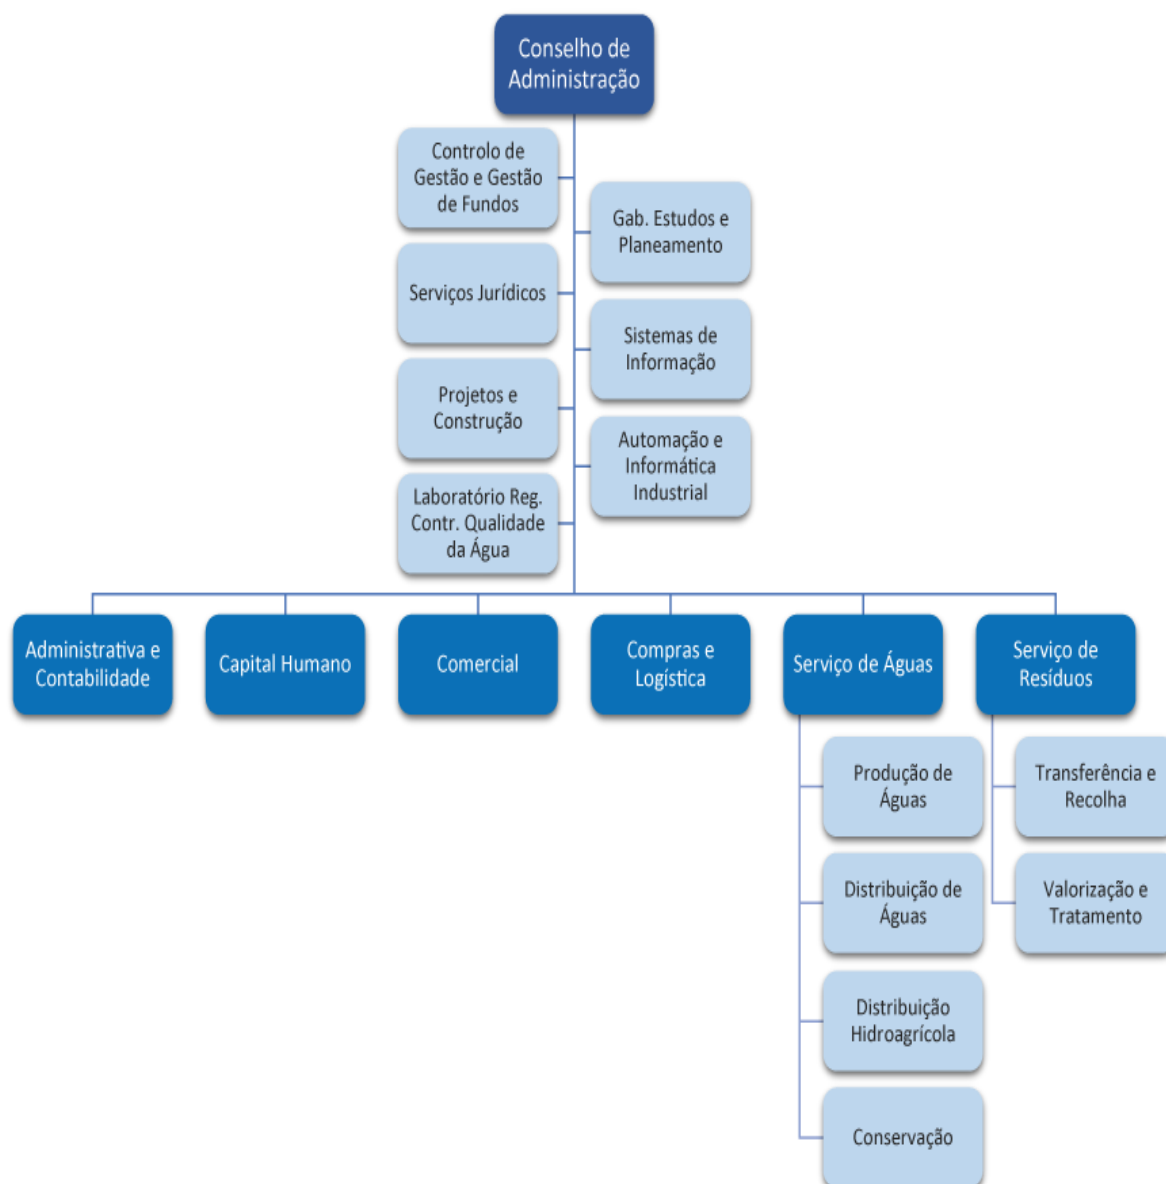 Conselho de
Administração
Controlo de
Gestão e Gestão
de Fundos
Gab. Estudos e
Planeamento
Serviços Jurídicos
Sistemas de
Informação
Projetos e
Construção
Automação e
Informática
Industrial
Laboratório Reg.
Contr. Qualidade
da Água
Administrativa e
Contabilidade
Capital Humano
Comercial
Compras e
Logística
Serviço de Águas
Serviço de
Resíduos
Produção de
Águas
Transferência e
Recolha
Distribuição de
Águas
Valorização e
Tratamento
Distribuição
Hidroagrícola
Conservação